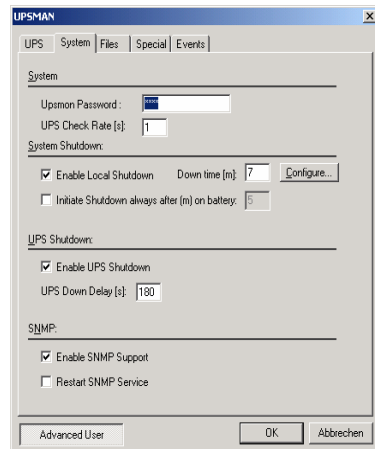 UPSMAN
UPS System Files Special Events
System
Upsmon Password : ****
UPS Check Rate [s]: 1
System Shutdown:
Enable Local Shutdown Down time [m]: 7 Configure...
Initiate Shutdown always after (m) on battery: 5
UPS Shutdown:
Enable UPS Shutdown
UPS Down Delay [s]: 180
SNMP:
Enable SNMP Support
Restart SNMP Service
Advanced User OK Abbrechen